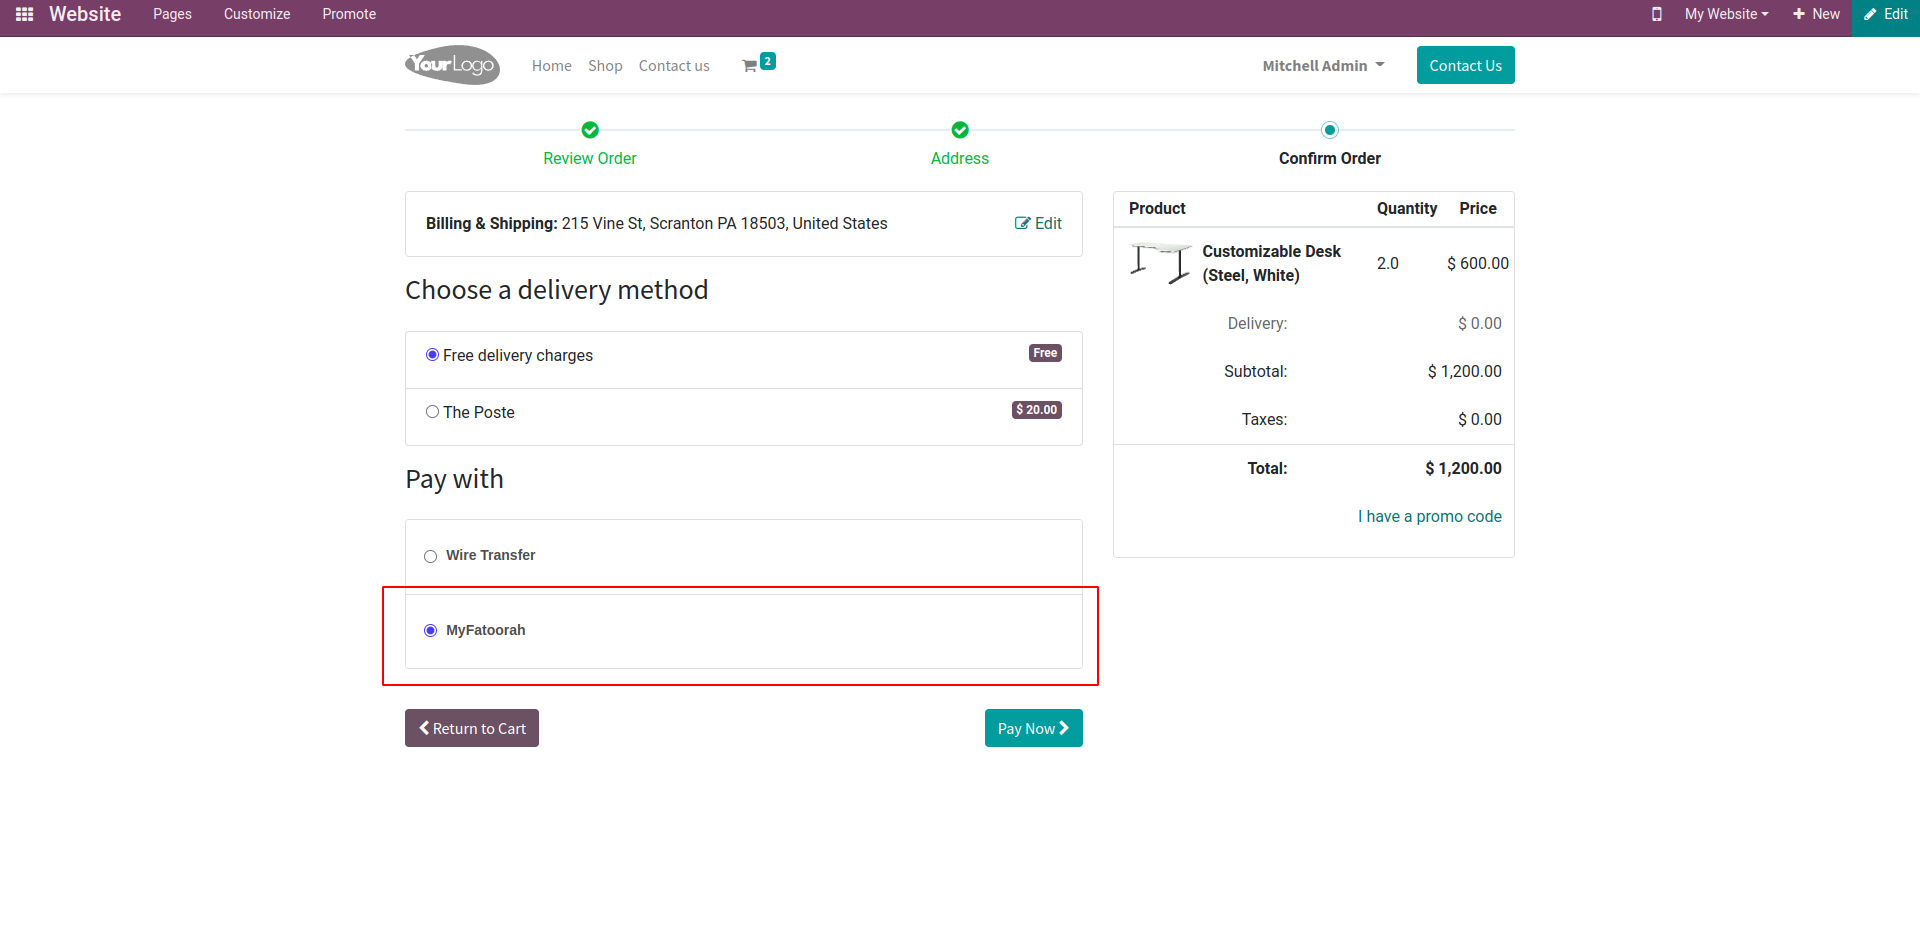 Website Pages Customize Promote My Website New Edit
YourLogo Home Shop Contact us 2 Mitchell Admin Contact Us
Review Order Address Confirm Order
Billing & Shipping: 215 Vine St, Scranton PA 18503, United States Edit
Choose a delivery method
Free delivery charges Free
The Poste $ 20.00
Pay with
Wire Transfer
MyFatoorah
Return to Cart Pay Now
Product Quantity Price
Customizable Desk
(Steel, White) 2.0 $ 600.00
Delivery: $ 0.00
Subtotal: $ 1,200.00
Taxes: $ 0.00
Total: $ 1,200.00
I have a promo code